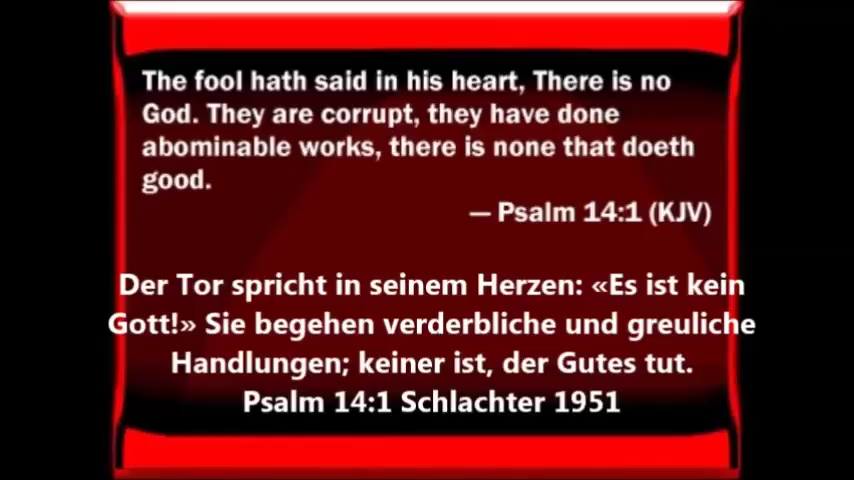 The fool hath said in his heart, There is no
God. They are corrupt, they have done
abominable works, there is none that doeth
good.
— Psalm 14:1 (KJV)
Der Tor spricht in seinem Herzen: «Es ist kein
Gott!» Sie begehen verderbliche und greuliche
Handlungen; keiner ist, der Gutes tut.
Psalm 14:1 Schlachter 1951